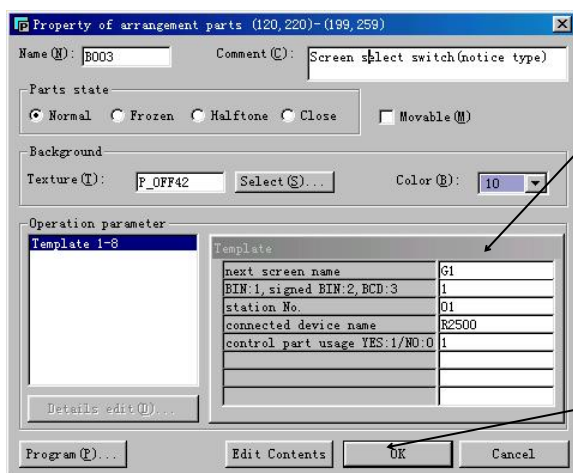 Property of arrangement parts (120,220)-(199,259)
Name(N): B003 Comment(C): Screen select switch(notice type)
Parts state
Normal Frozen Halftone Close Movable(M)
Background
Texture(T): P_OFF42 Select(S)... Color(B): 10
Operation parameter
Template 1-8
Template
next screen name G1
BIN:1,signed BIN:2,BCD:3 1
station No. 01
connected device name R2500
control part usage YES:1/NO:0 1
Details edit(D)...
Program(P)... Edit Contents OK Cancel